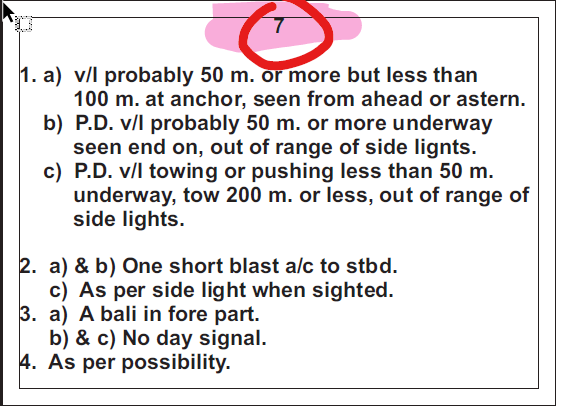 7
1. a) v/l probably 50 m. or more but less than
100 m. at anchor, seen from ahead or astern.
b) P.D. v/l probably 50 m. or more underway
seen end on, out of range of side lignts.
c) P.D. v/l towing or pushing less than 50 m.
underway, tow 200 m. or less, out of range of
side lights.
2. a) & b) One short blast a/c to stbd.
c) As per side light when sighted.
3. a) A bali in fore part.
b) & c) No day signal.
4. As per possibility.